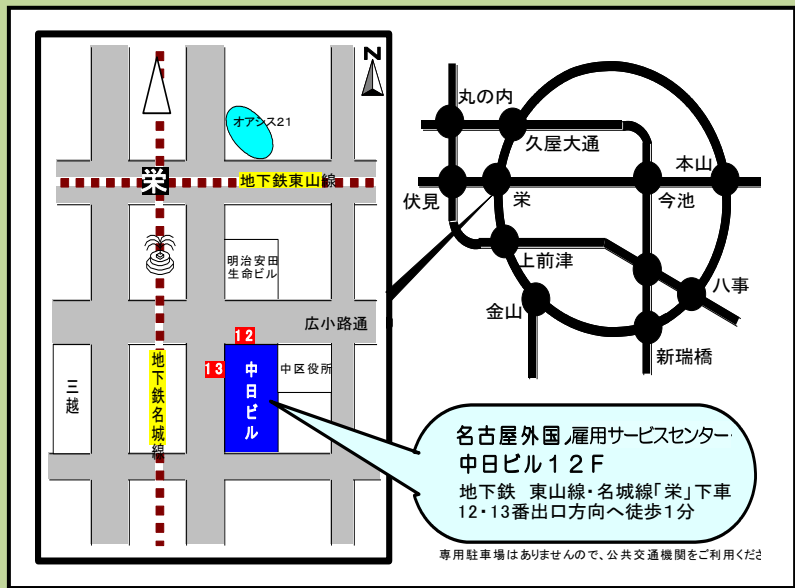 N
オアシス21
栄
地下鉄東山線
明治安田
生命ビル
広小路通
12
13
中日ビル
中区役所
三越
地下鉄名城線
丸の内
久屋大通
本山
伏見
栄
今池
上前津
八事
金山
新瑞橋
名古屋外国 雇用サービスセンター
中日ビル12F
地下鉄 東山線・名城線「栄」下車
12・13番出口方向へ徒歩1分
専用駐車場はありませんので、公共交通機関をご利用くださ